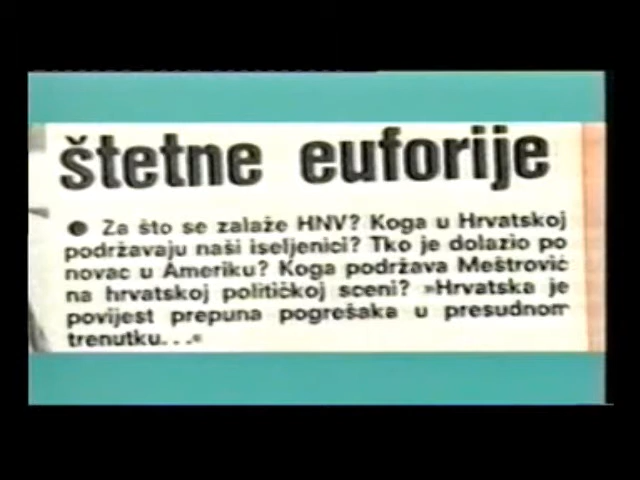 štetne euforije
● Za što se zalaže HNV? Koga u Hrvatskoj
podržavaju naši iseljenici? Tko je dolazio po
novac u Ameriku? Koga podržava Meštrović
na hrvatskoj političkoj sceni? »Hrvatska je
povijest prepuna pogrešaka u presudnom
trenutku...«